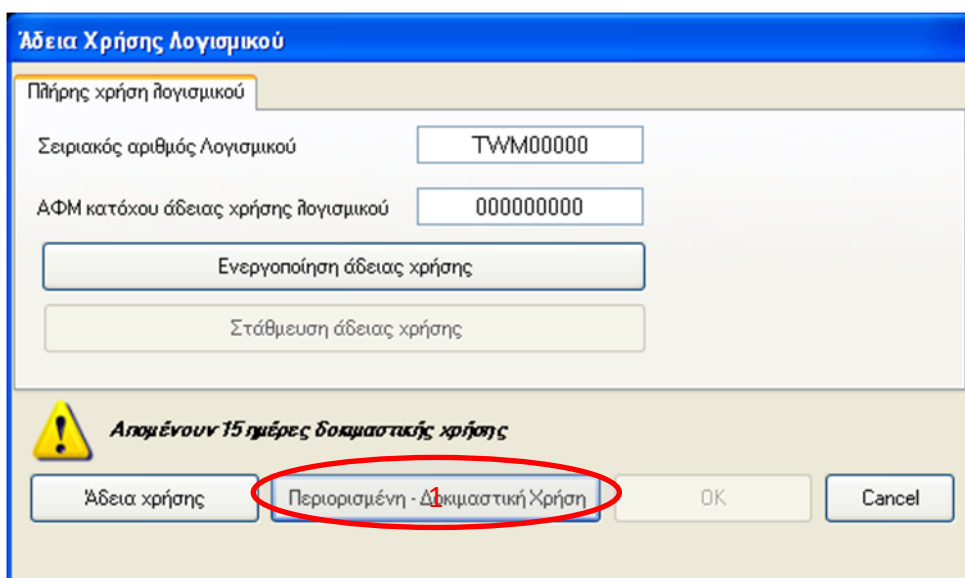 Άδεια Χρήσης Λογισμικού
Πλήρης χρήση λογισμικού
Σειριακός αριθμός Λογισμικού TWM00000
ΑΦΜ κατόχου άδειας χρήσης λογισμικού 000000000
Ενεργοποίηση άδειας χρήσης
Στάθμευση άδειας χρήσης
Απομένουν 15 ημέρες δοκιμαστικής χρήσης
Άδεια χρήσης Περιορισμένη - Δοκιμαστική Χρήση OK Cancel
1